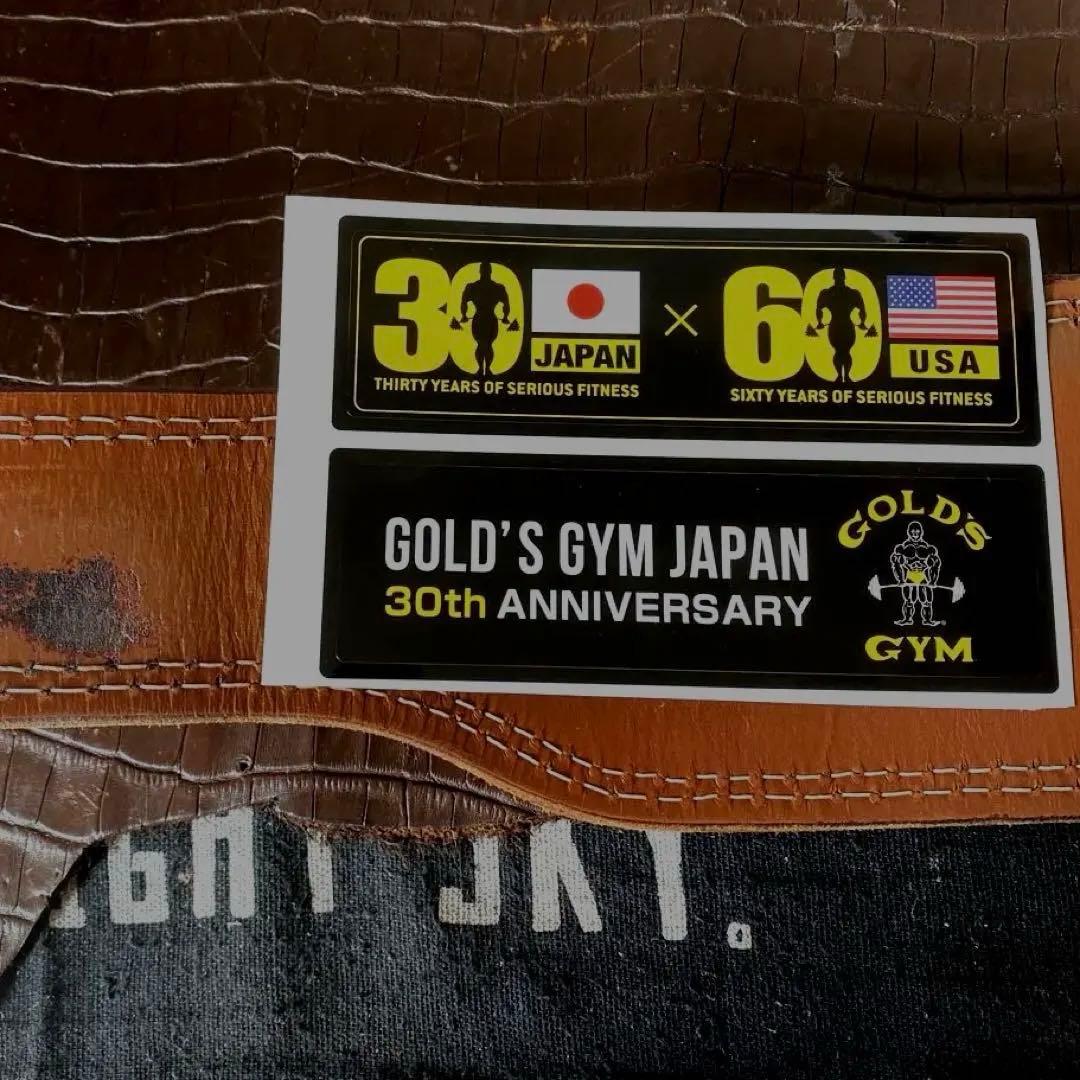 30 JAPAN × 60 USA
THIRTY YEARS OF SERIOUS FITNESS
SIXTY YEARS OF SERIOUS FITNESS
GOLD'S GYM JAPAN
30th ANNIVERSARY
GOLD'S
GYM
SKY.